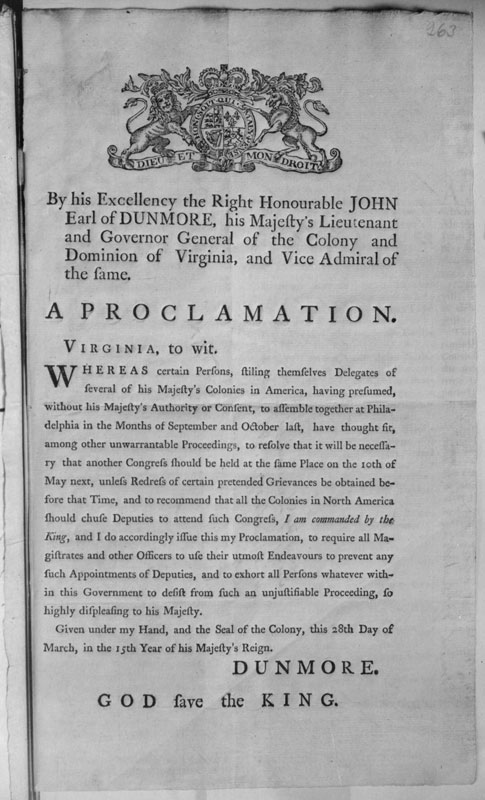 263
HONI SOIT QUI MAL Y PENSE
DIEU ET MON DROIT
By his Excellency the Right Honourable JOHN
Earl of DUNMORE, his Majeſty's Lieutenant
and Governor General of the Colony and
Dominion of Virginia, and Vice Admiral of
the ſame.
A PROCLAMATION.
VIRGINIA, to wit.
WHEREAS certain Perſons, ſtiling themſelves Delegates of
ſeveral of his Majeſty's Colonies in America, having preſumed,
without his Majeſty's Authority or Conſent, to aſſemble together at Phila-
delphia in the Months of September and October laſt, have thought fit,
among other unwarrantable Proceedings, to reſolve that it will be neceſſa-
ry that another Congreſs ſhould be held at the ſame Place on the 10th of
May next, unleſs Redreſs of certain pretended Grievances be obtained be-
fore that Time, and to recommend that all the Colonies in North America
ſhould chuſe Deputies to attend ſuch Congreſs, I am commanded by the
King, and I do accordingly iſſue this my Proclamation, to require all Ma-
giſtrates and other Officers to uſe their utmoſt Endeavours to prevent any
ſuch Appointments of Deputies, and to exhort all Perſons whatever with-
in this Government to deſiſt from ſuch an unjuſtifiable Proceeding, ſo
highly diſpleaſing to his Majeſty.
Given under my Hand, and the Seal of the Colony, this 28th Day of
March, in the 15th Year of his Majeſty's Reign.
DUNMORE.
GOD ſave the KING.